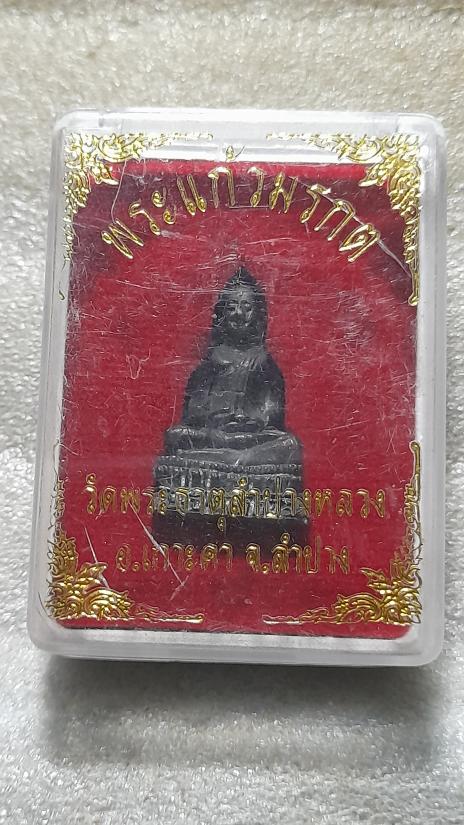 พระแก้วมรกต
วัดพระธาตุลำปางหลวง
อ.เกาะคา จ.ลำปาง